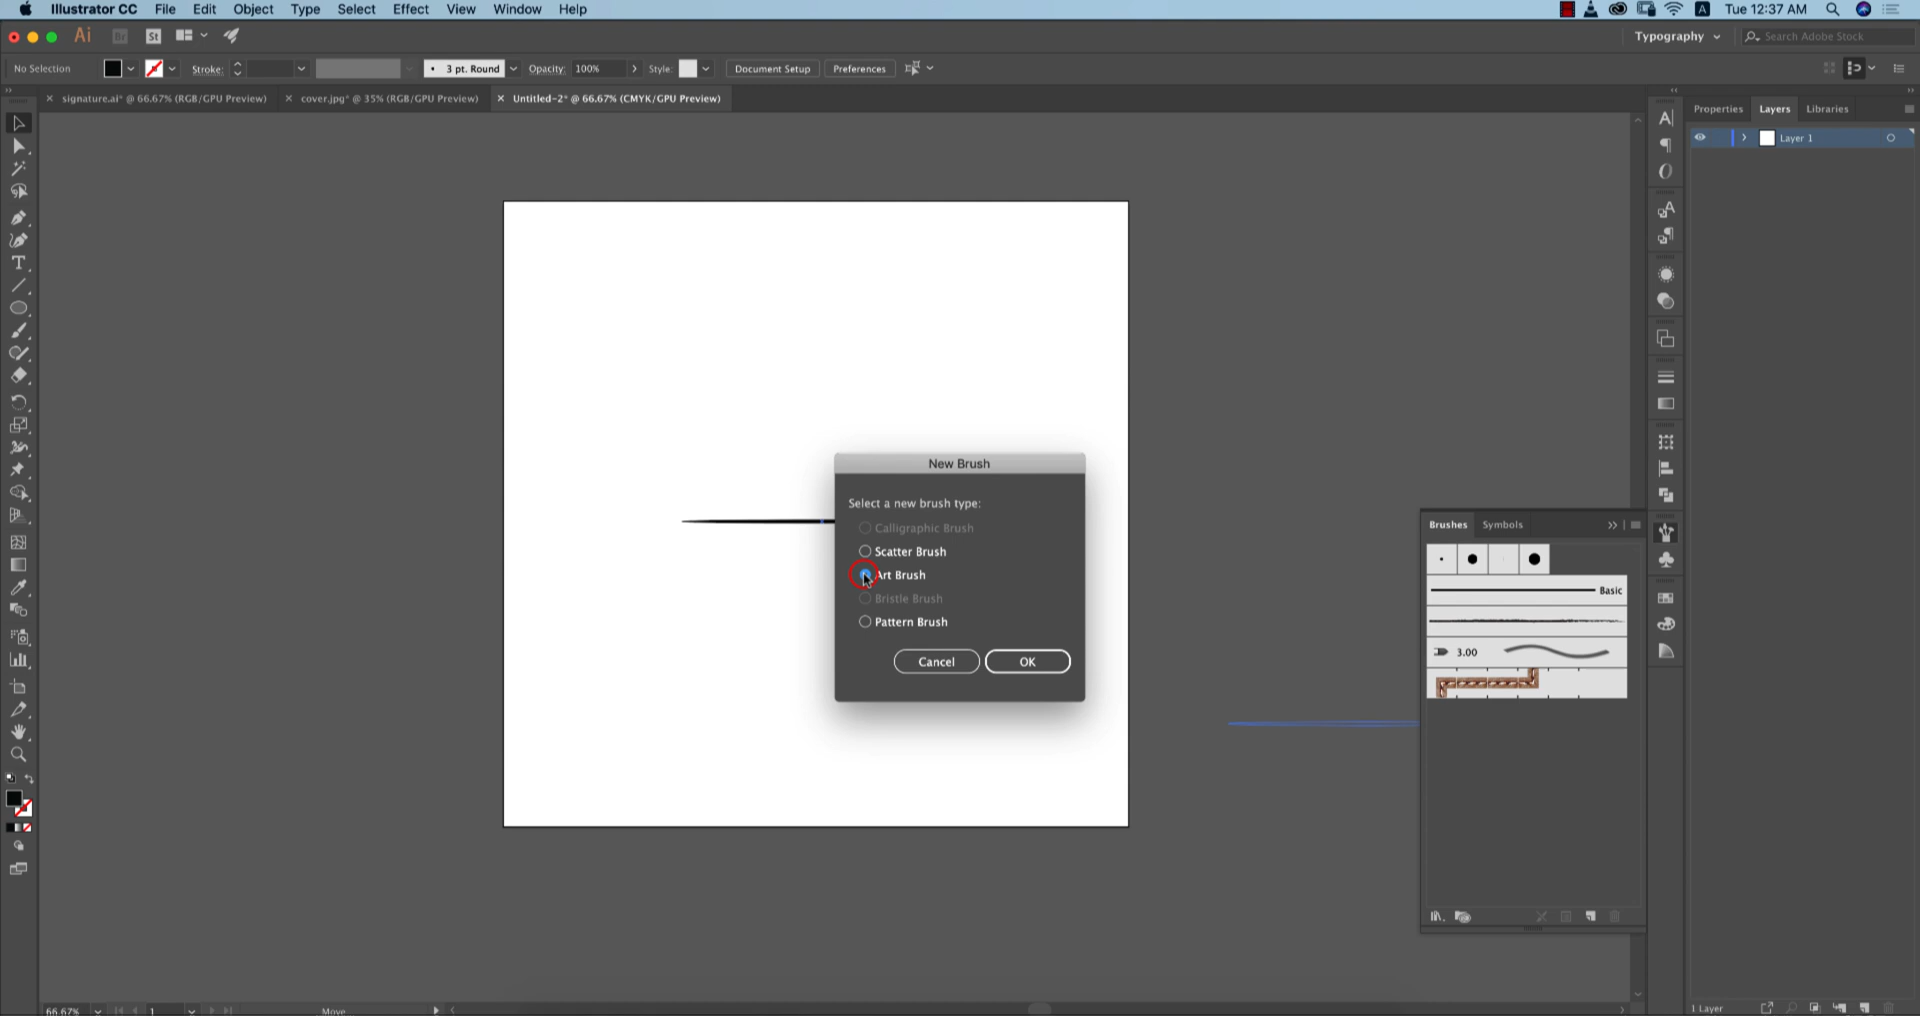 Illustrator CC File Edit Object Type Select Effect View Window Help
A Tue 12:37 AM
Ai Br St
Typography
Search Adobe Stock
No Selection
Stroke:
3 pt. Round
Opacity: 100%
Style:
Document Setup
Preferences
signature.ai* @ 66.67% (RGB/GPU Preview)
cover.jpg* @ 35% (RGB/GPU Preview)
Untitled-2* @ 66.67% (CMYK/GPU Preview)
Properties Layers Libraries
Layer 1
New Brush
Select a new brush type:
Calligraphic Brush
Scatter Brush
Art Brush
Bristle Brush
Pattern Brush
Cancel OK
Brushes Symbols
Basic
3.00
66.67%
1
Move
1 Layer